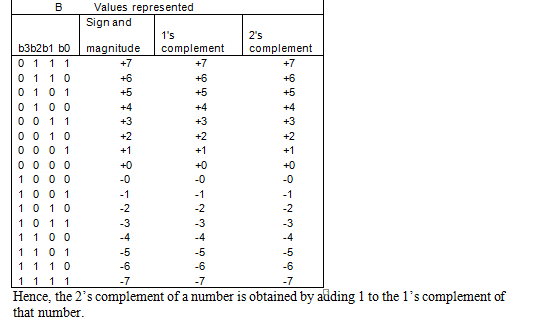 B Values represented
Sign and
1's 2's
b3b2b1 b0 magnitude complement complement
0 1 1 1 +7 +7 +7
0 1 1 0 +6 +6 +6
0 1 0 1 +5 +5 +5
0 1 0 0 +4 +4 +4
0 0 1 1 +3 +3 +3
0 0 1 0 +2 +2 +2
0 0 0 1 +1 +1 +1
0 0 0 0 +0 +0 +0
1 0 0 0 -0 -0 -0
1 0 0 1 -1 -1 -1
1 0 1 0 -2 -2 -2
1 0 1 1 -3 -3 -3
1 1 0 0 -4 -4 -4
1 1 0 1 -5 -5 -5
1 1 1 0 -6 -6 -6
1 1 1 1 -7 -7 -7
Hence, the 2's complement of a number is obtained by adding 1 to the 1's complement of
that number.